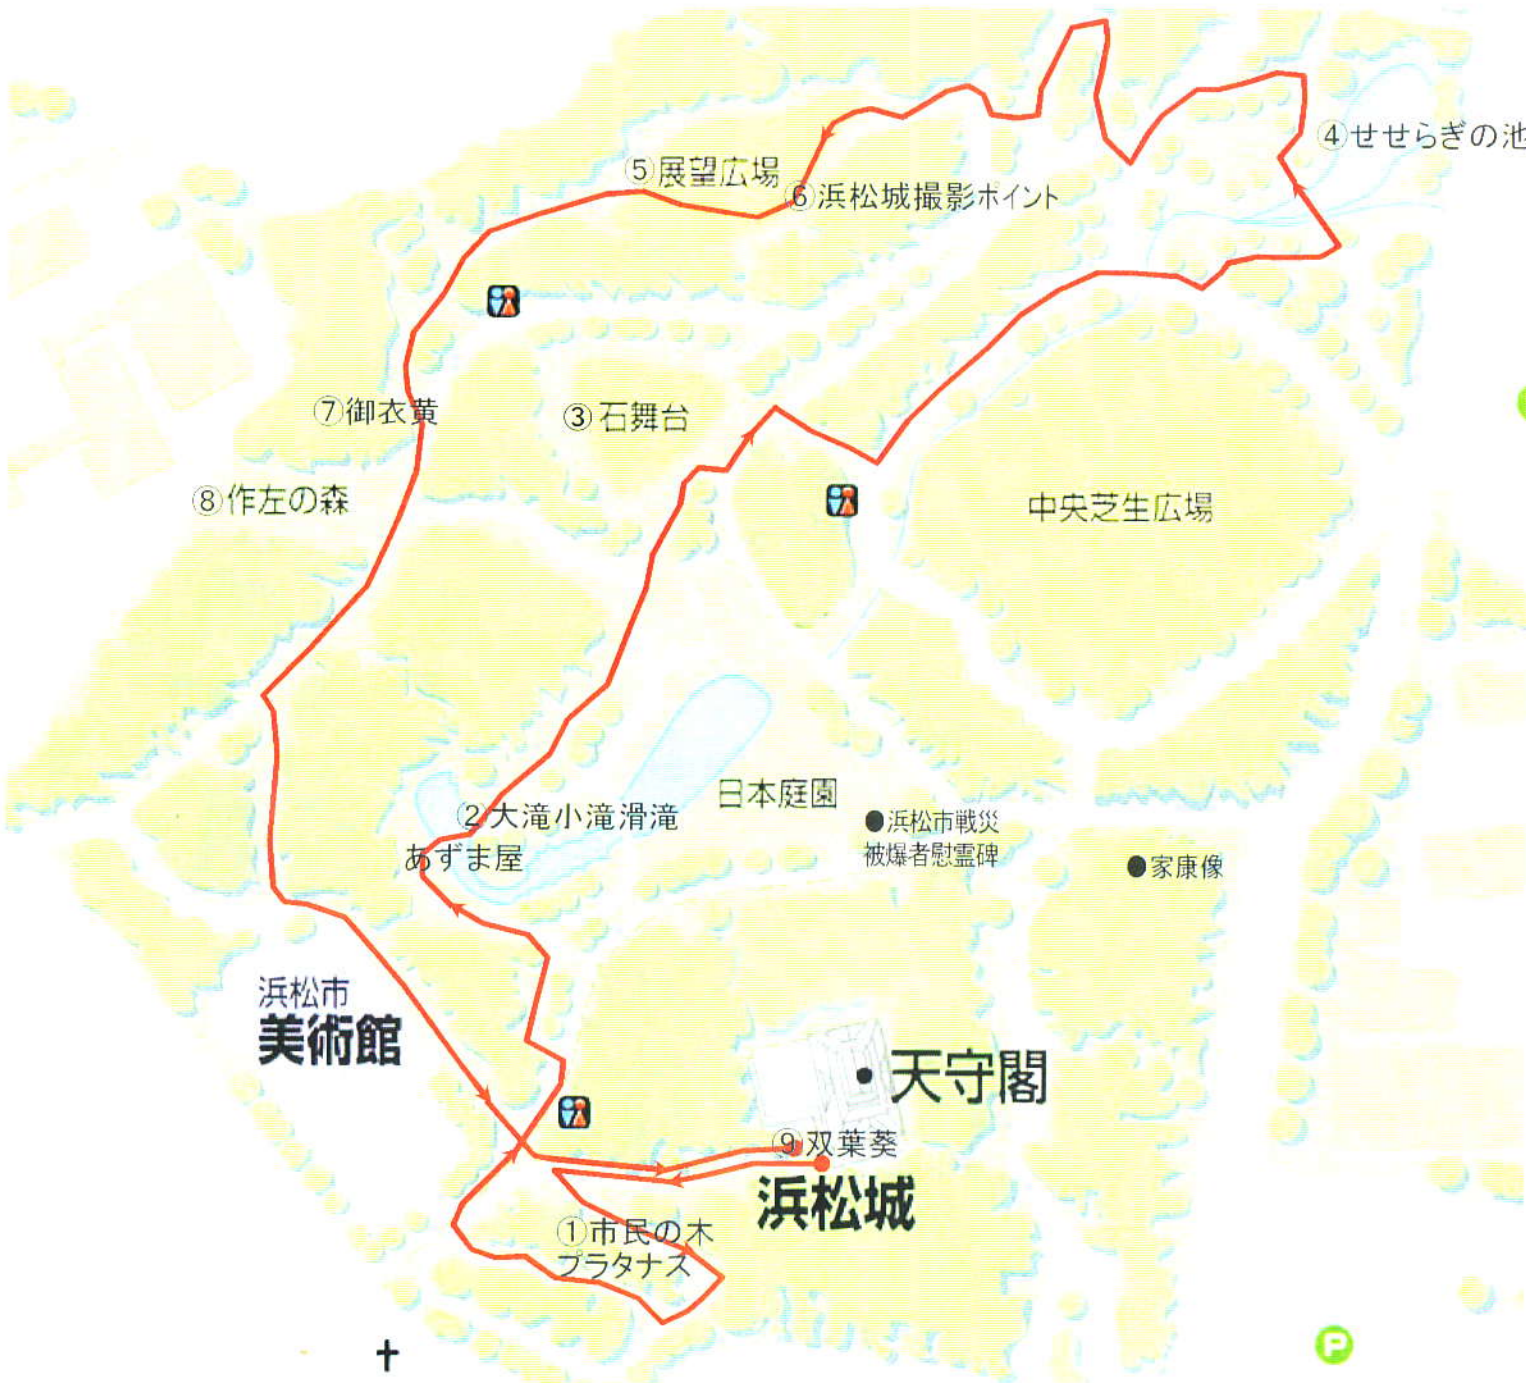 ④せせらぎの池
⑤展望広場
⑥浜松城撮影ポイント
⑦御衣黄
③石舞台
⑧作左の森
中央芝生広場
日本庭園
②大滝小滝滑滝
あずま屋
●浜松市戦災
被爆者慰霊碑
●家康像
浜松市
美術館
●天守閣
⑨双葉葵
浜松城
①市民の木
プラタナス
P